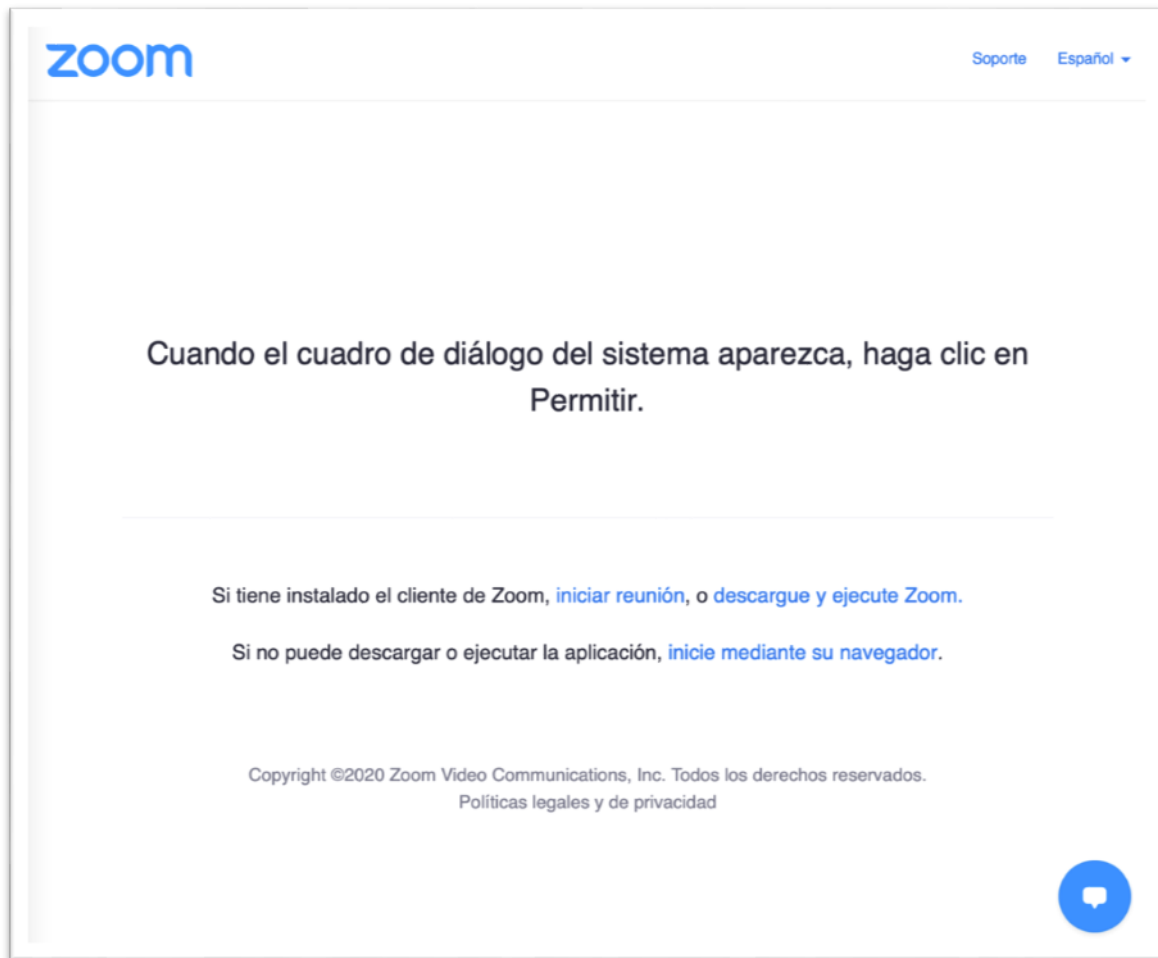 zoom
Soporte Español
Cuando el cuadro de diálogo del sistema aparezca, haga clic en
Permitir.
Si tiene instalado el cliente de Zoom, iniciar reunión, o descargue y ejecute Zoom.
Si no puede descargar o ejecutar la aplicación, inicie mediante su navegador.
Copyright ©2020 Zoom Video Communications, Inc. Todos los derechos reservados.
Políticas legales y de privacidad